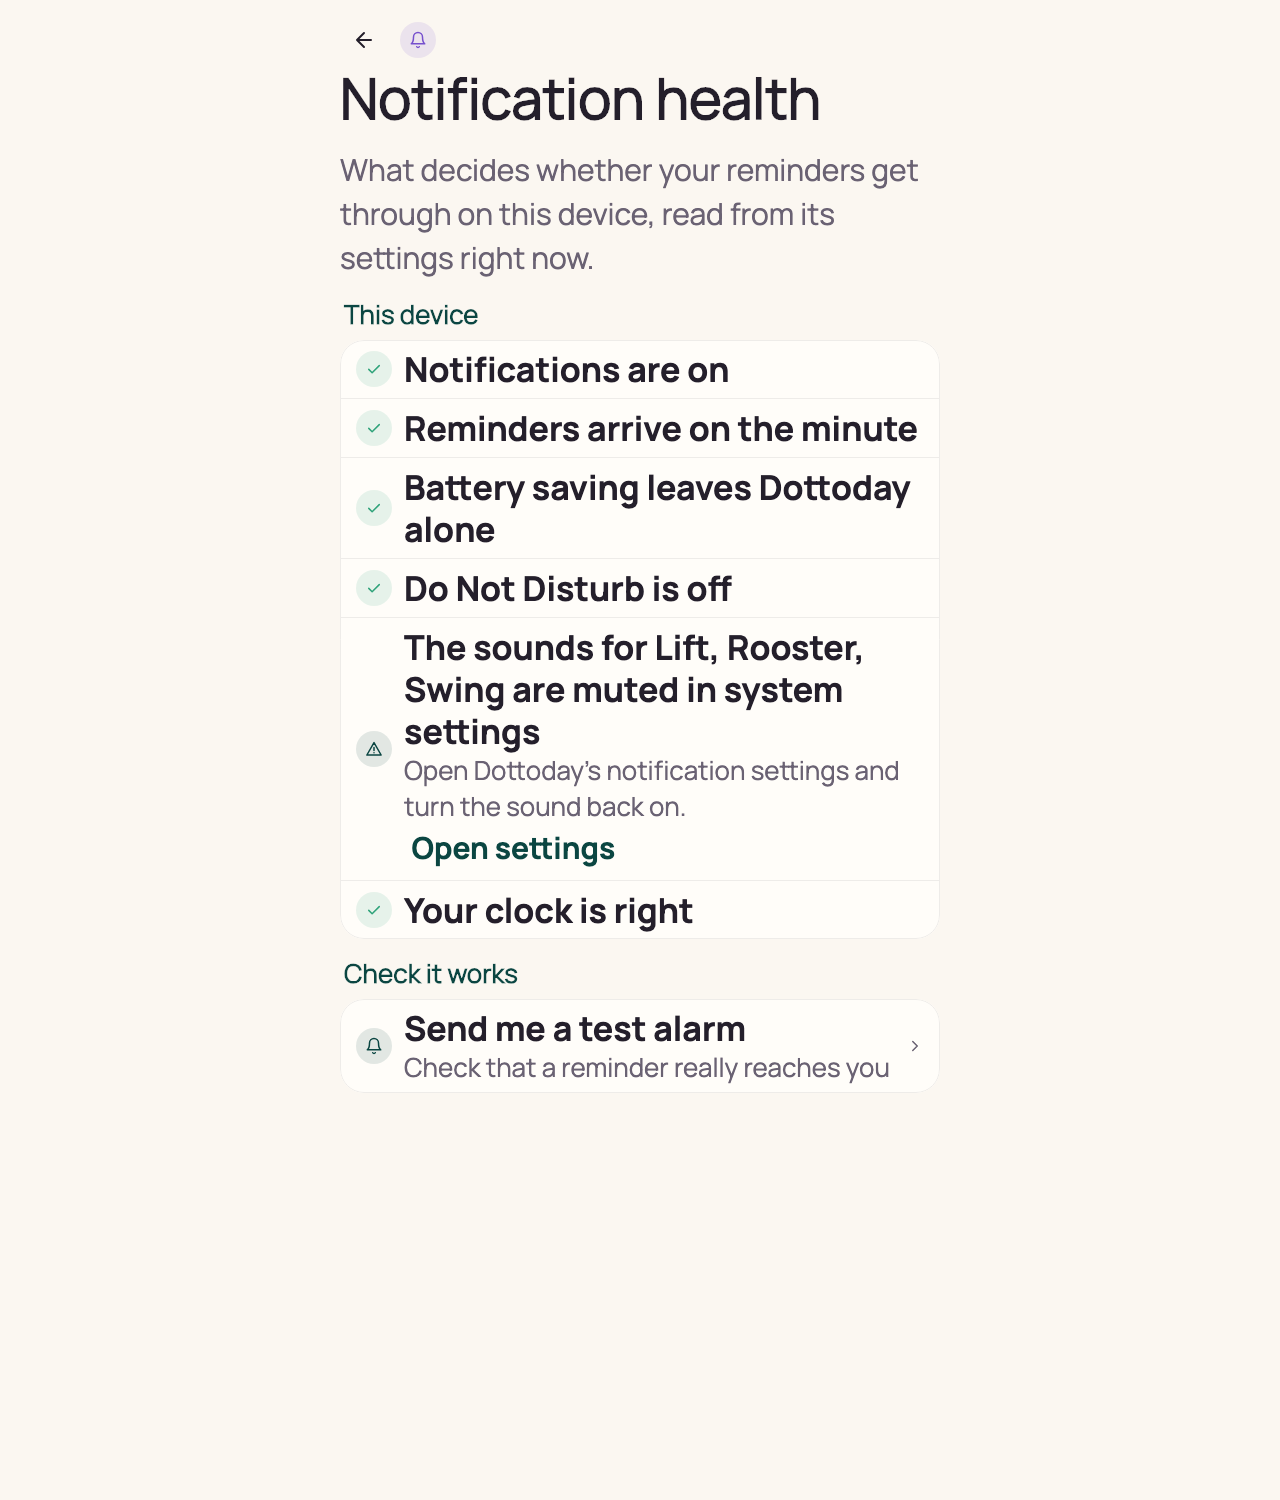 Notification health
What decides whether your reminders get
through on this device, read from its
settings right now.
This device
Notifications are on
Reminders arrive on the minute
Battery saving leaves Dottoday
alone
Do Not Disturb is off
The sounds for Lift, Rooster,
Swing are muted in system
settings
Open Dottoday’s notification settings and
turn the sound back on.
Open settings
Your clock is right
Check it works
Send me a test alarm
Check that a reminder really reaches you